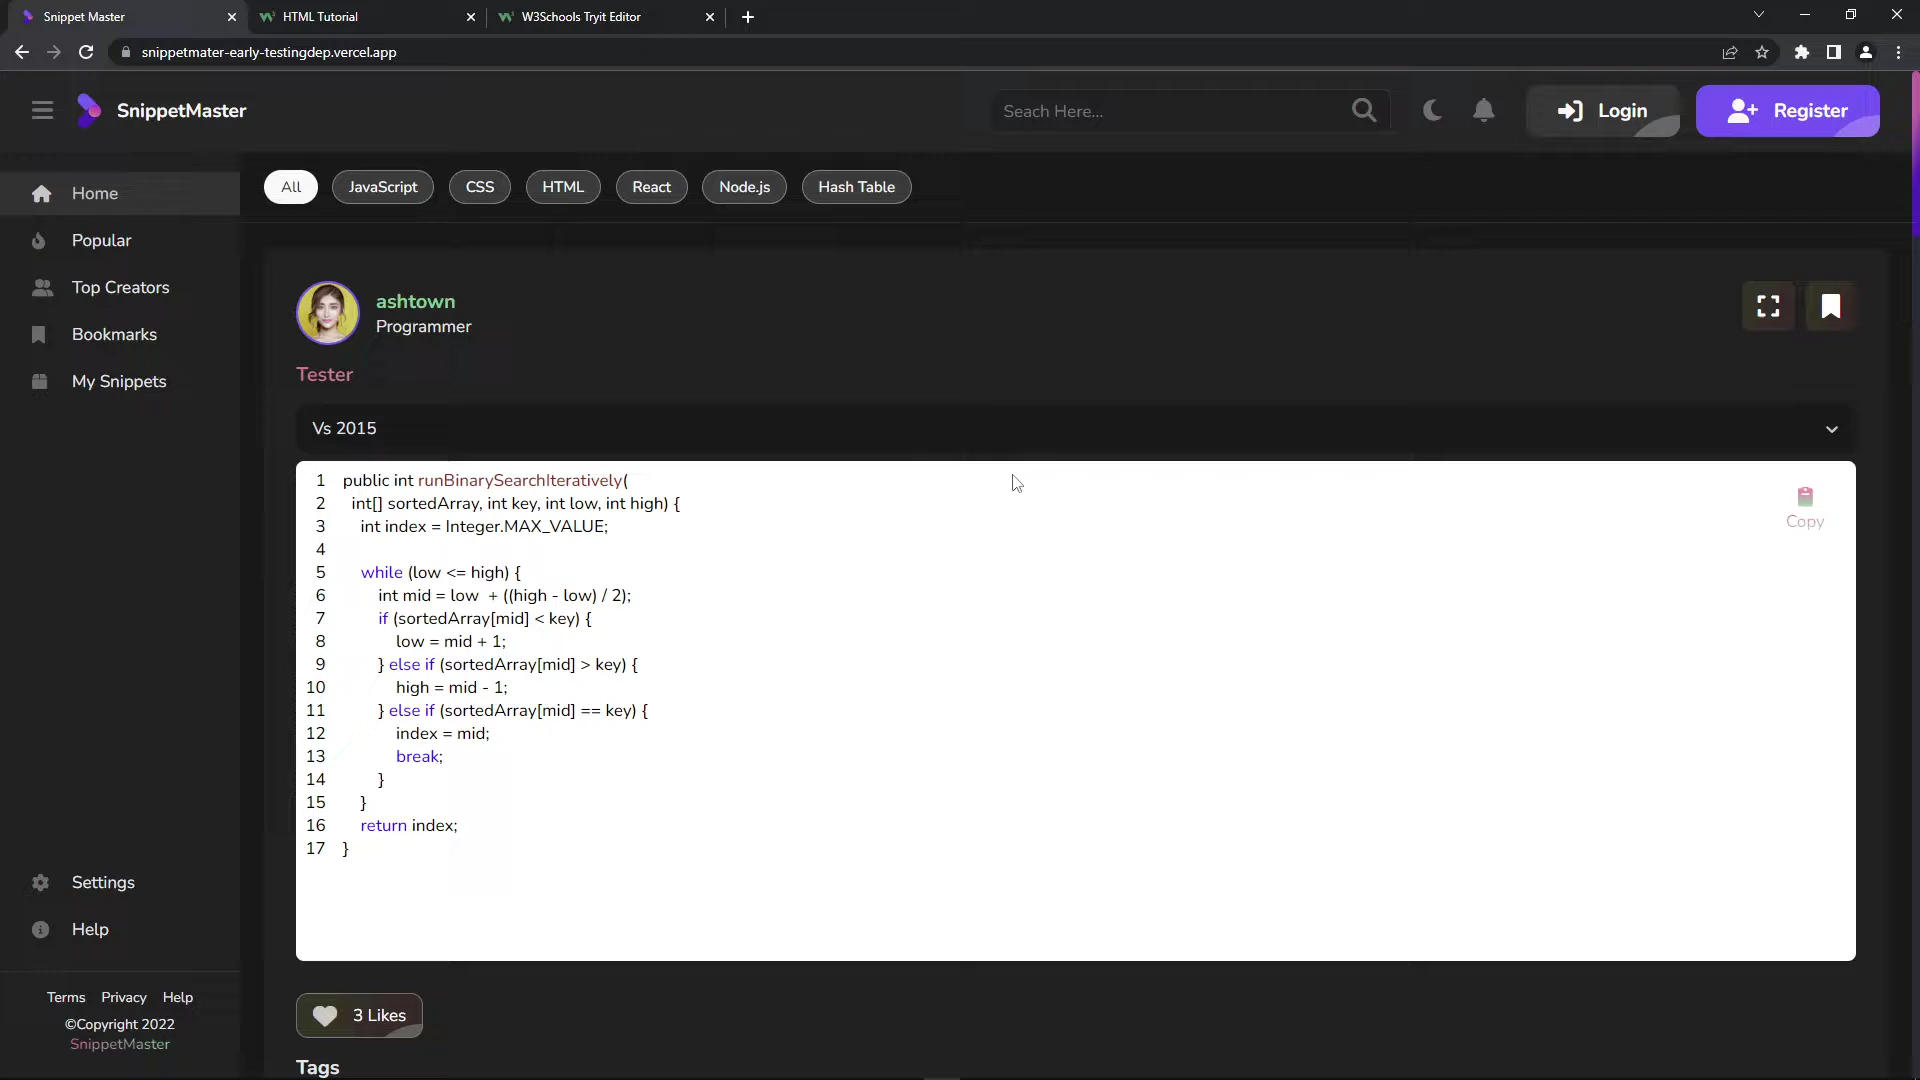 Snippet Master
HTML Tutorial
W3Schools Tryit Editor
snippetmater-early-testingdep.vercel.app
SnippetMaster
Seach Here...
Login
Register
Home
Popular
Top Creators
Bookmarks
My Snippets
All
JavaScript
CSS
HTML
React
Node.js
Hash Table
ashtown
Programmer
Tester
Vs 2015
Copy
1 public int runBinarySearchIteratively(
2 int[] sortedArray, int key, int low, int high) {
3 int index = Integer.MAX_VALUE;
4
5 while (low <= high) {
6 int mid = low  + ((high - low) / 2);
7 if (sortedArray[mid] < key) {
8 low = mid + 1;
9 } else if (sortedArray[mid] > key) {
10 high = mid - 1;
11 } else if (sortedArray[mid] == key) {
12 index = mid;
13 break;
14 }
15 }
16 return index;
17 }
3 Likes
Tags
Settings
Help
Terms Privacy Help
©Copyright 2022
SnippetMaster